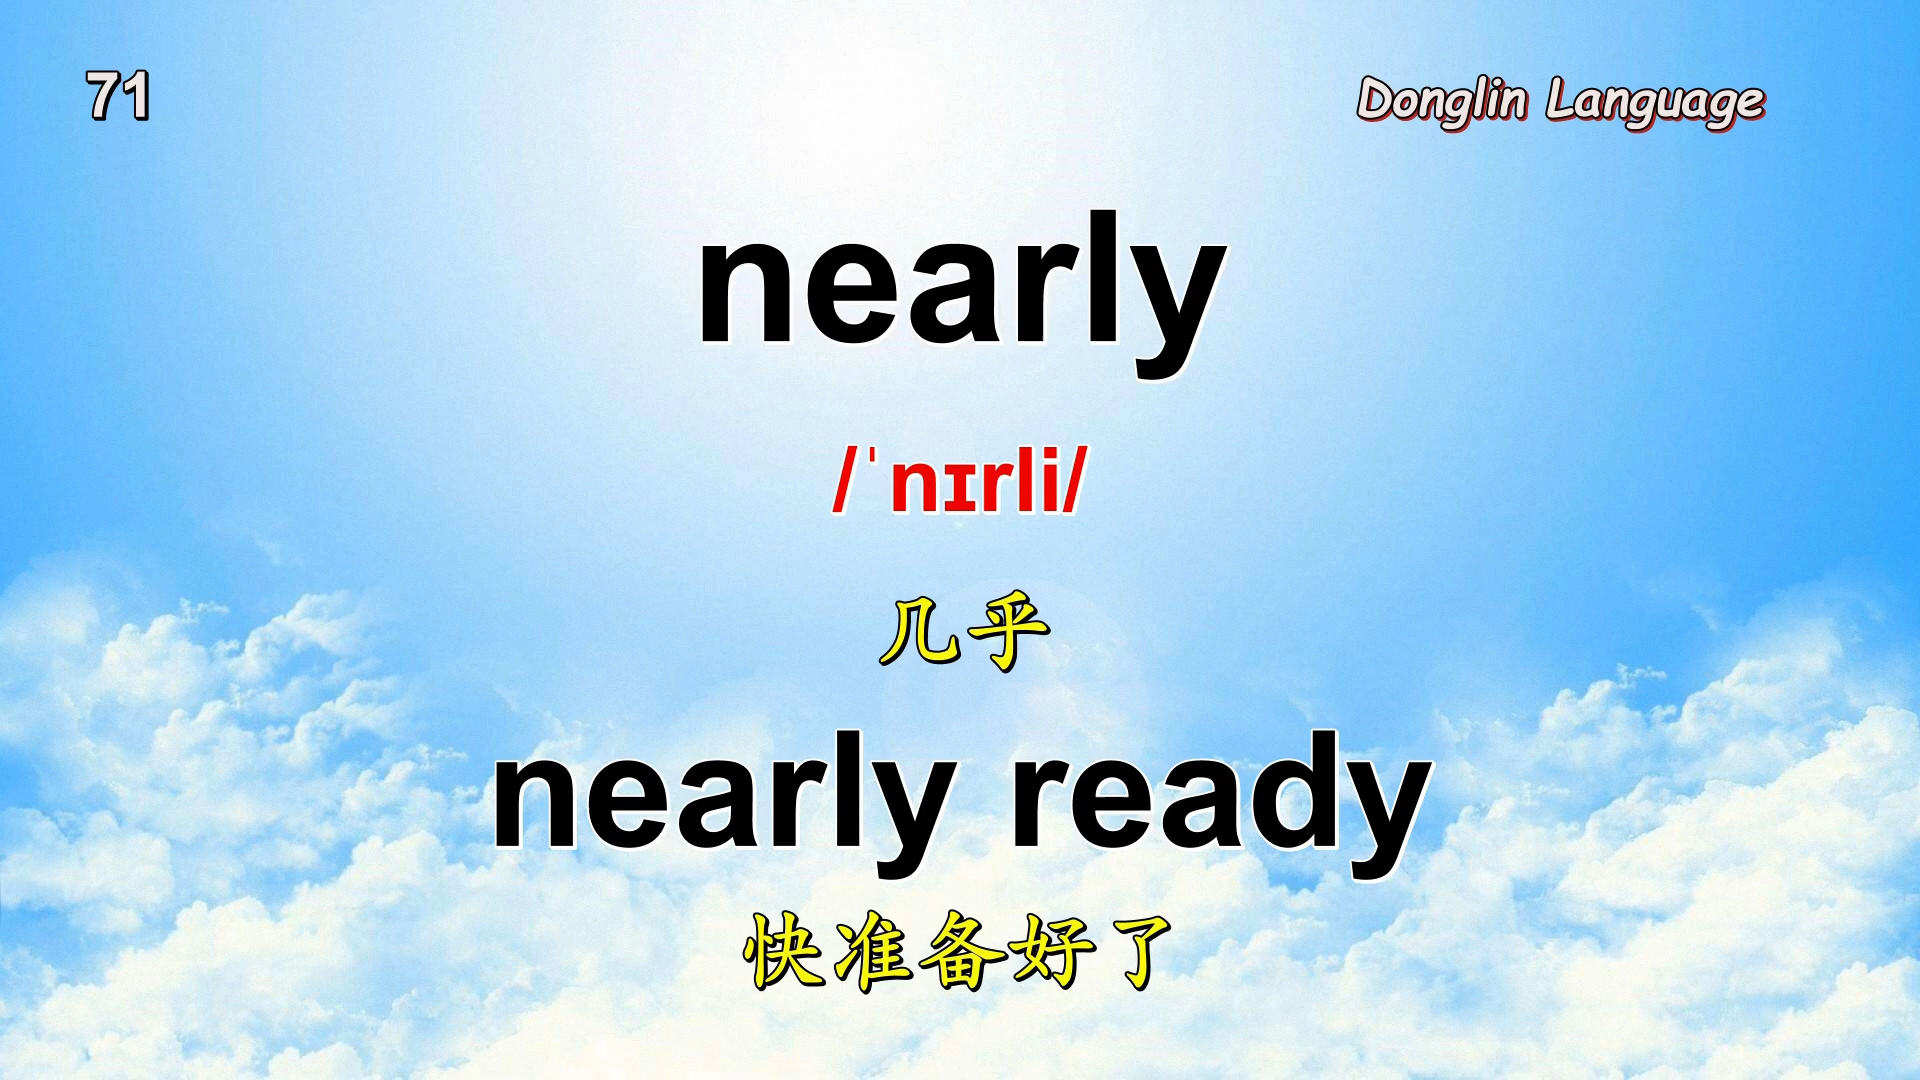 71
Donglin Language
nearly
/ˈnɪrli/
几乎
nearly ready
快准备好了